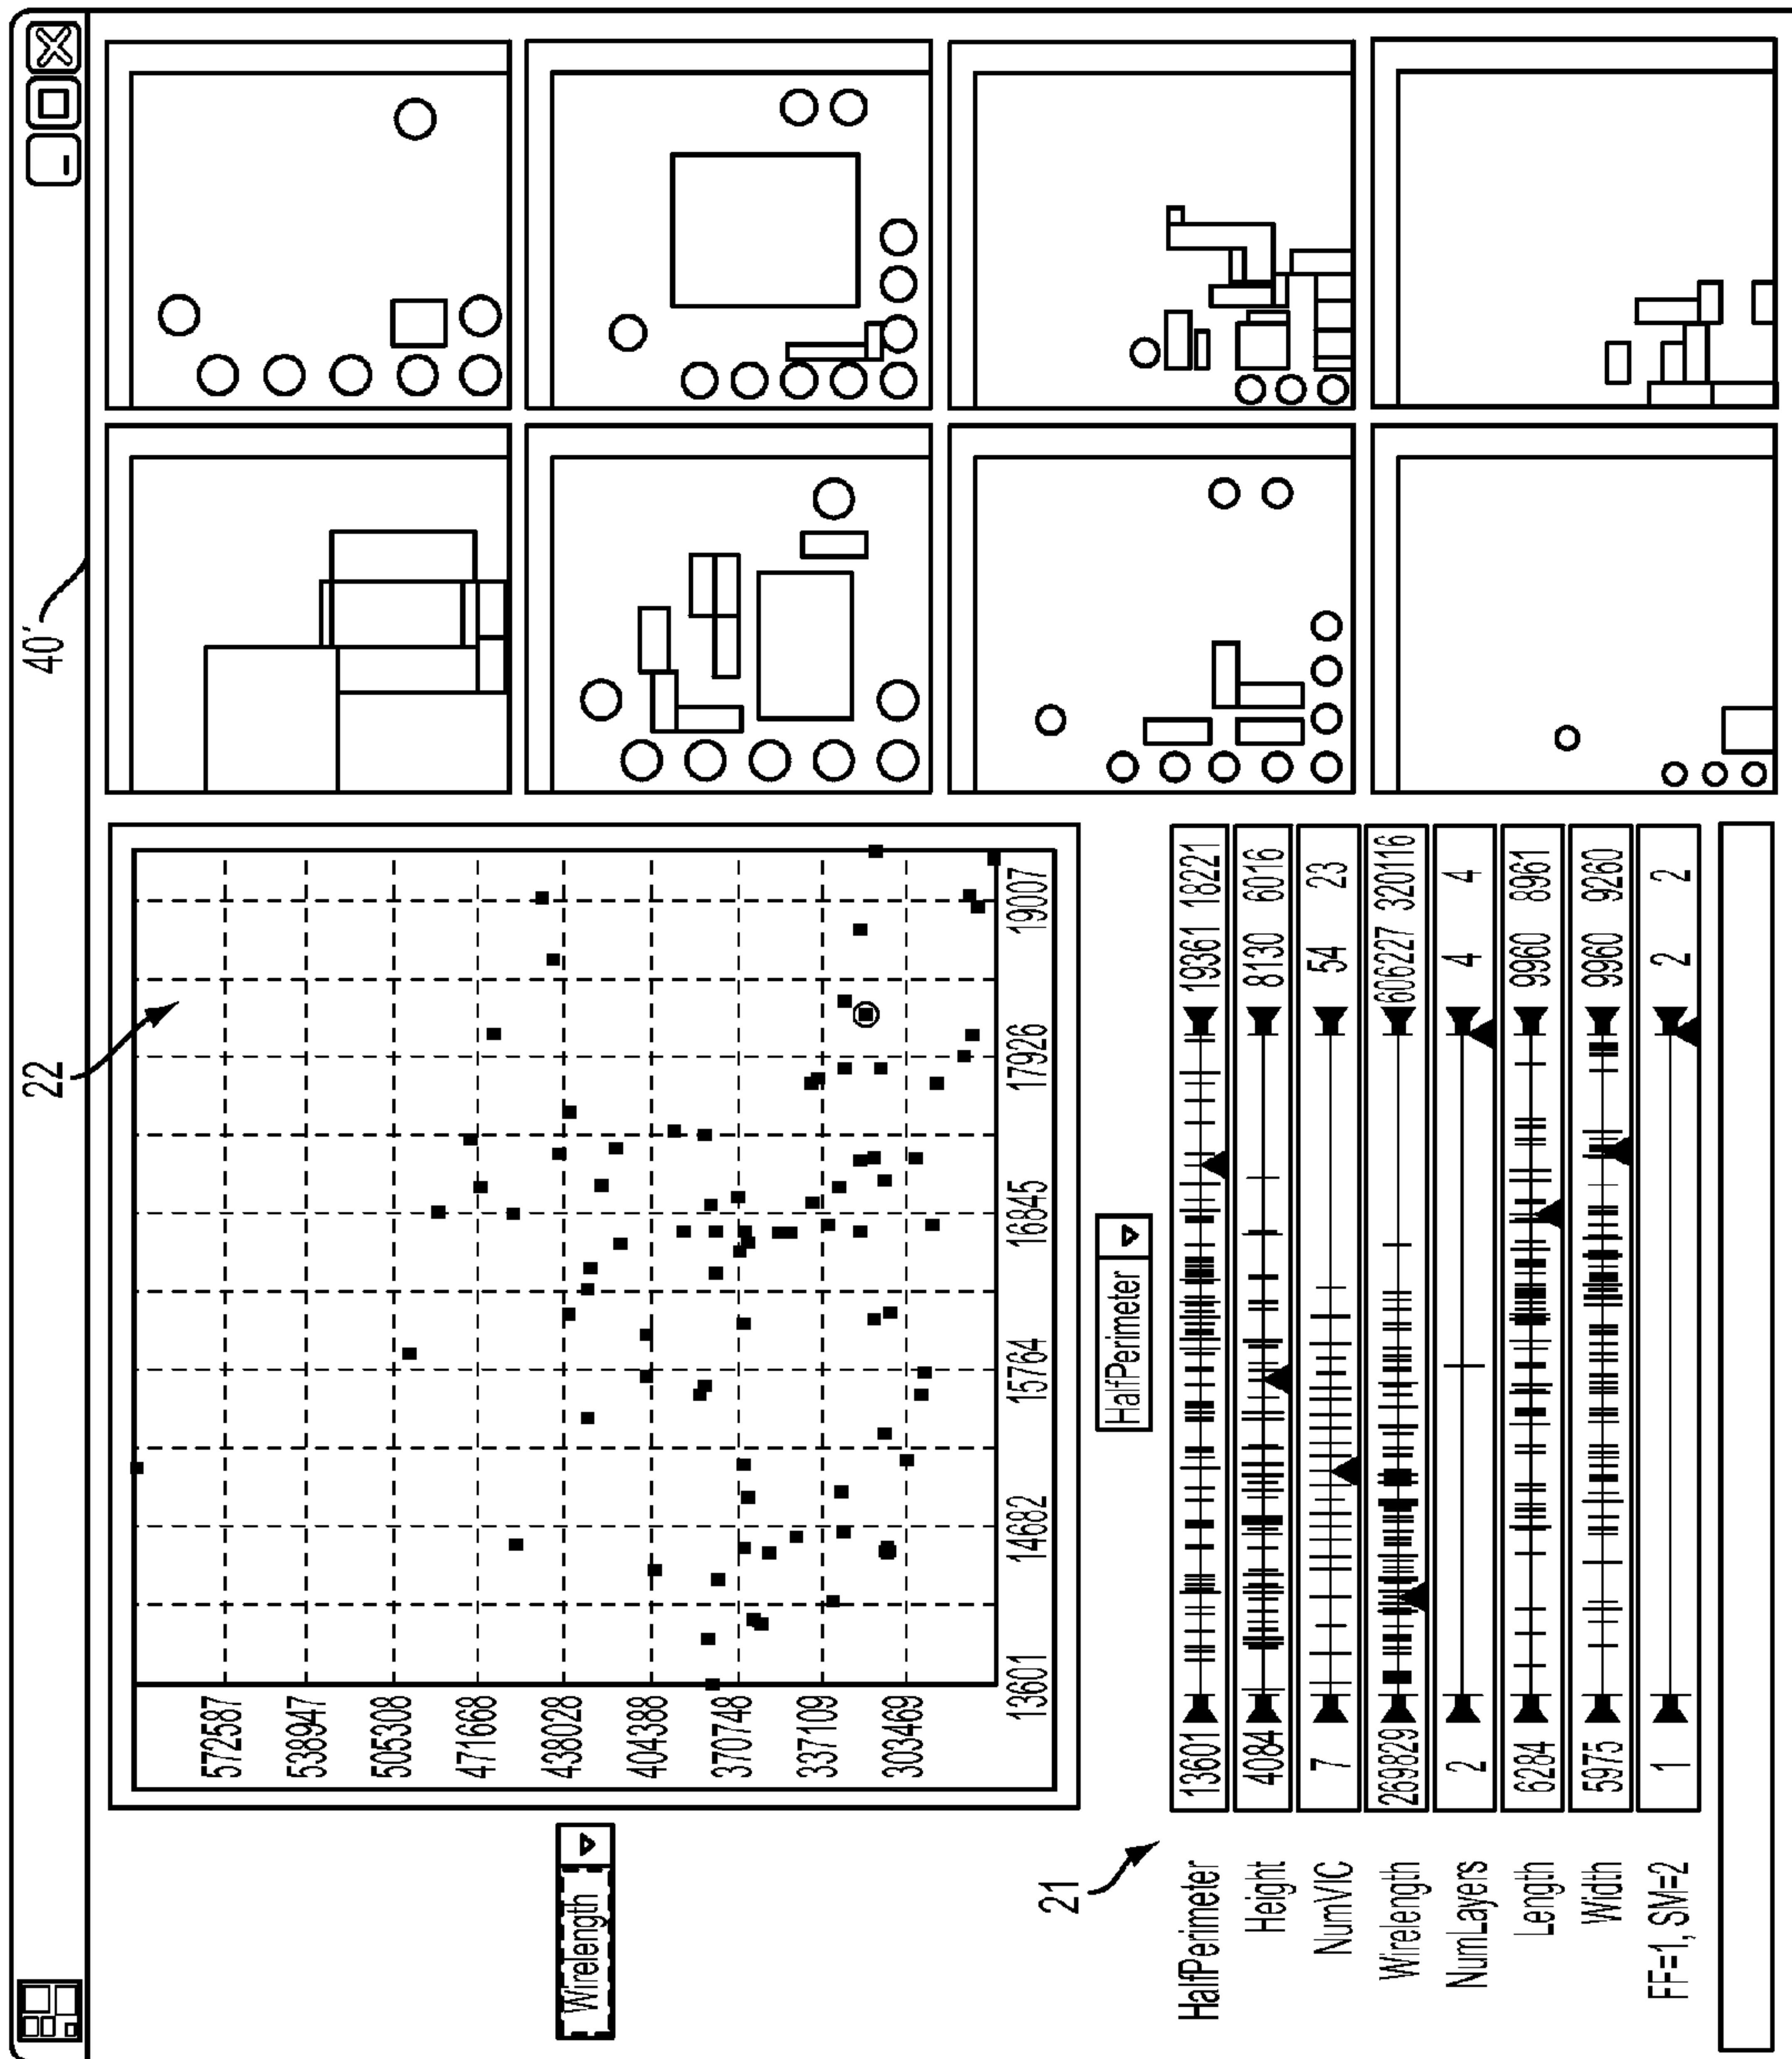 40′
22
Wirelength
572587
538947
505308
471668
438028
404388
370748
337109
303469
13601 14682 15764 16845 17926 19007
HalfPerimeter
21
HalfPerimeter 13601 19361 18221
Height 4084 8130 6016
NumVIC 7 54 23
Wirelength 269829 606227 320116
NumLayers 2 4 4
Length 6284 9960 8961
Width 5975 9960 9260
FF=1, SM=2 1 2 2